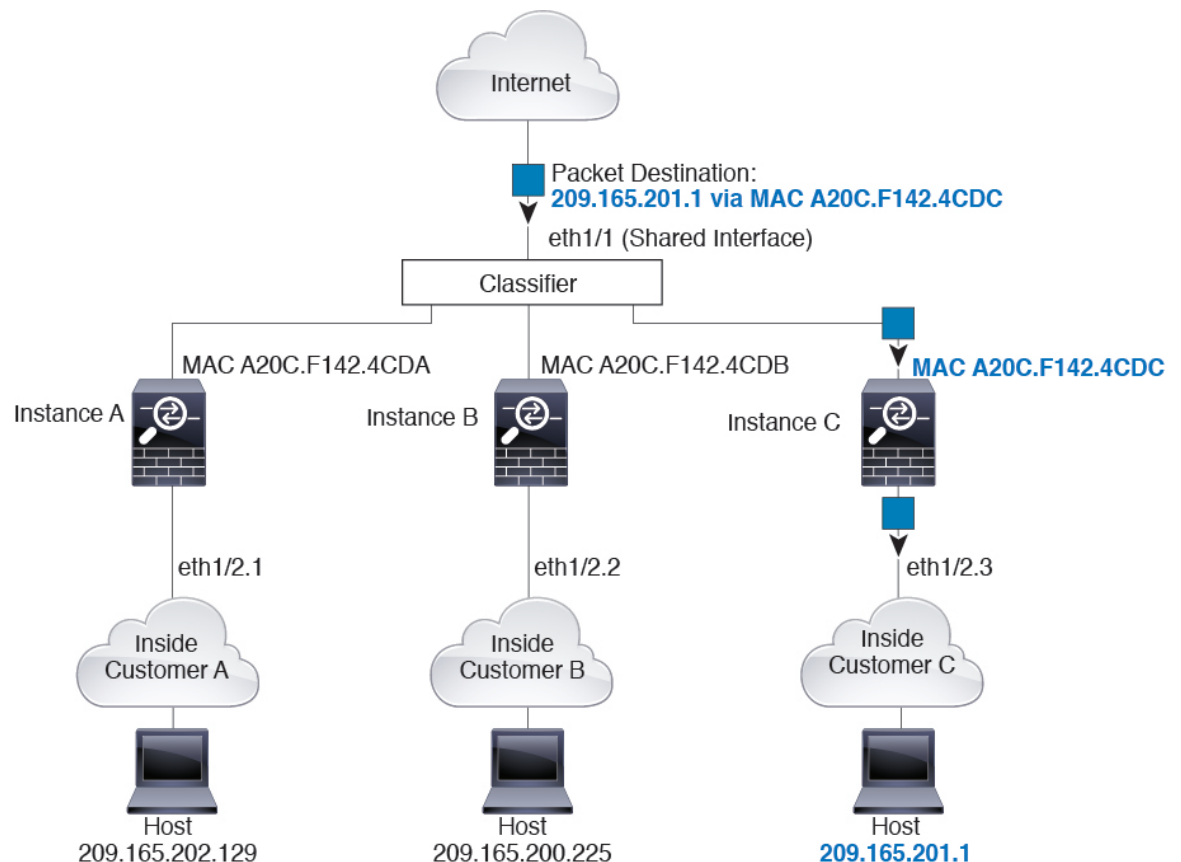 Internet
Packet Destination:
209.165.201.1 via MAC A20C.F142.4CDC
eth1/1 (Shared Interface)
Classifier
MAC A20C.F142.4CDA
MAC A20C.F142.4CDB
MAC A20C.F142.4CDC
Instance A
Instance B
Instance C
eth1/2.1
eth1/2.2
eth1/2.3
Inside
Customer A
Inside
Customer B
Inside
Customer C
Host
209.165.202.129
Host
209.165.200.225
Host
209.165.201.1